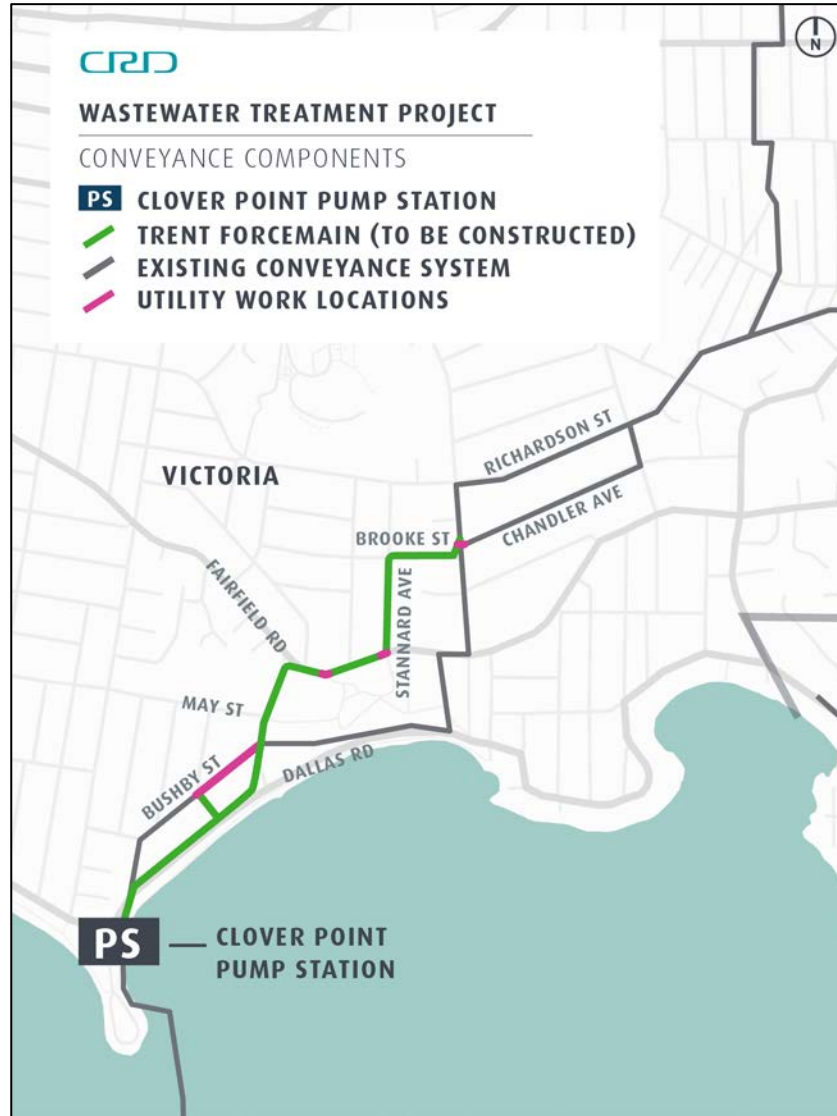 CRD
WASTEWATER TREATMENT PROJECT
CONVEYANCE COMPONENTS
PS CLOVER POINT PUMP STATION
TRENT FORCEMAIN (TO BE CONSTRUCTED)
EXISTING CONVEYANCE SYSTEM
UTILITY WORK LOCATIONS
N
RICHARDSON ST
VICTORIA
CHANDLER AVE
BROOKE ST
FAIRFIELD RD
STANNARD AVE
MAY ST
BUSHBY ST
DALLAS RD
PS
CLOVER POINT
PUMP STATION